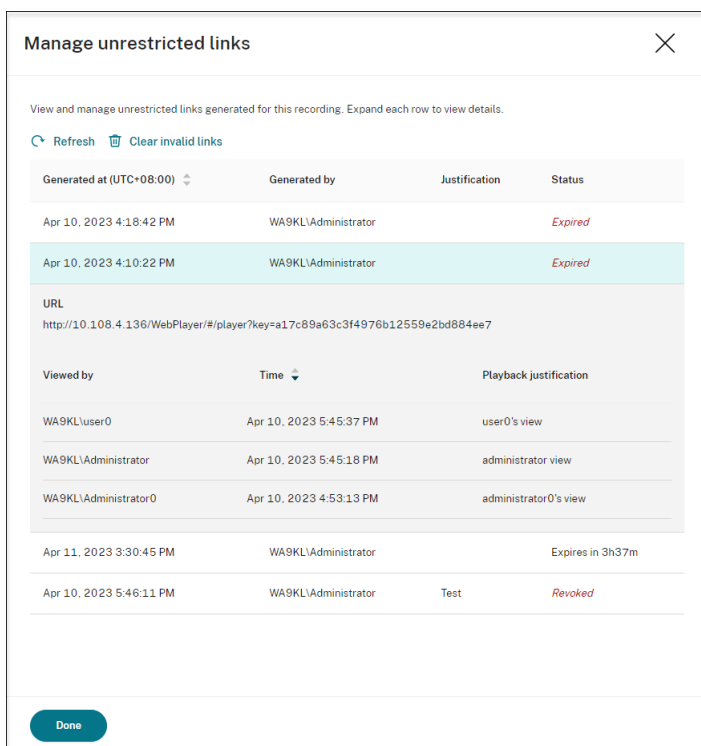 Manage unrestricted links
View and manage unrestricted links generated for this recording. Expand each row to view details.
Refresh Clear invalid links
Generated at (UTC+08:00) Generated by Justification Status
Apr 10, 2023 4:18:42 PM WA9KL\Administrator Expired
Apr 10, 2023 4:10:22 PM WA9KL\Administrator Expired
URL
http://10.108.4.136/WebPlayer/#/player?key=a17c89a63c3f4976b12559e2bd884ee7
Viewed by Time Playback justification
WA9KL\user0 Apr 10, 2023 5:45:37 PM user0's view
WA9KL\Administrator Apr 10, 2023 5:45:18 PM administrator view
WA9KL\Administrator0 Apr 10, 2023 4:53:13 PM administrator0's view
Apr 11, 2023 3:30:45 PM WA9KL\Administrator Expires in 3h37m
Apr 10, 2023 5:46:11 PM WA9KL\Administrator Test Revoked
Done